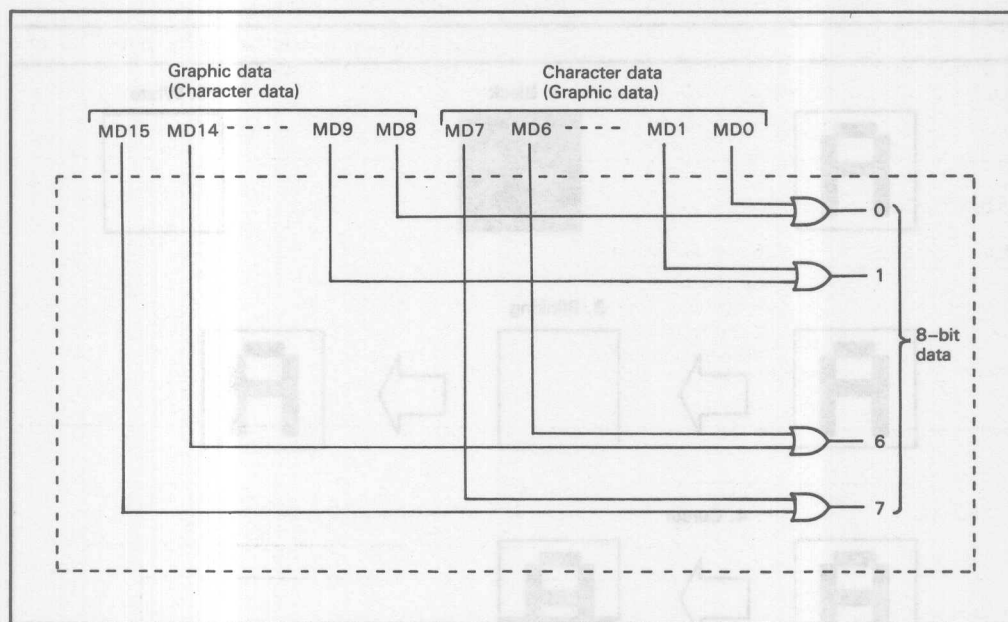 Graphic data
(Character data)
Character data
(Graphic data)
MD15 MD14 ----- MD9 MD8 MD7 MD6 ----- MD1 MD0
0
1
8-bit
data
6
7